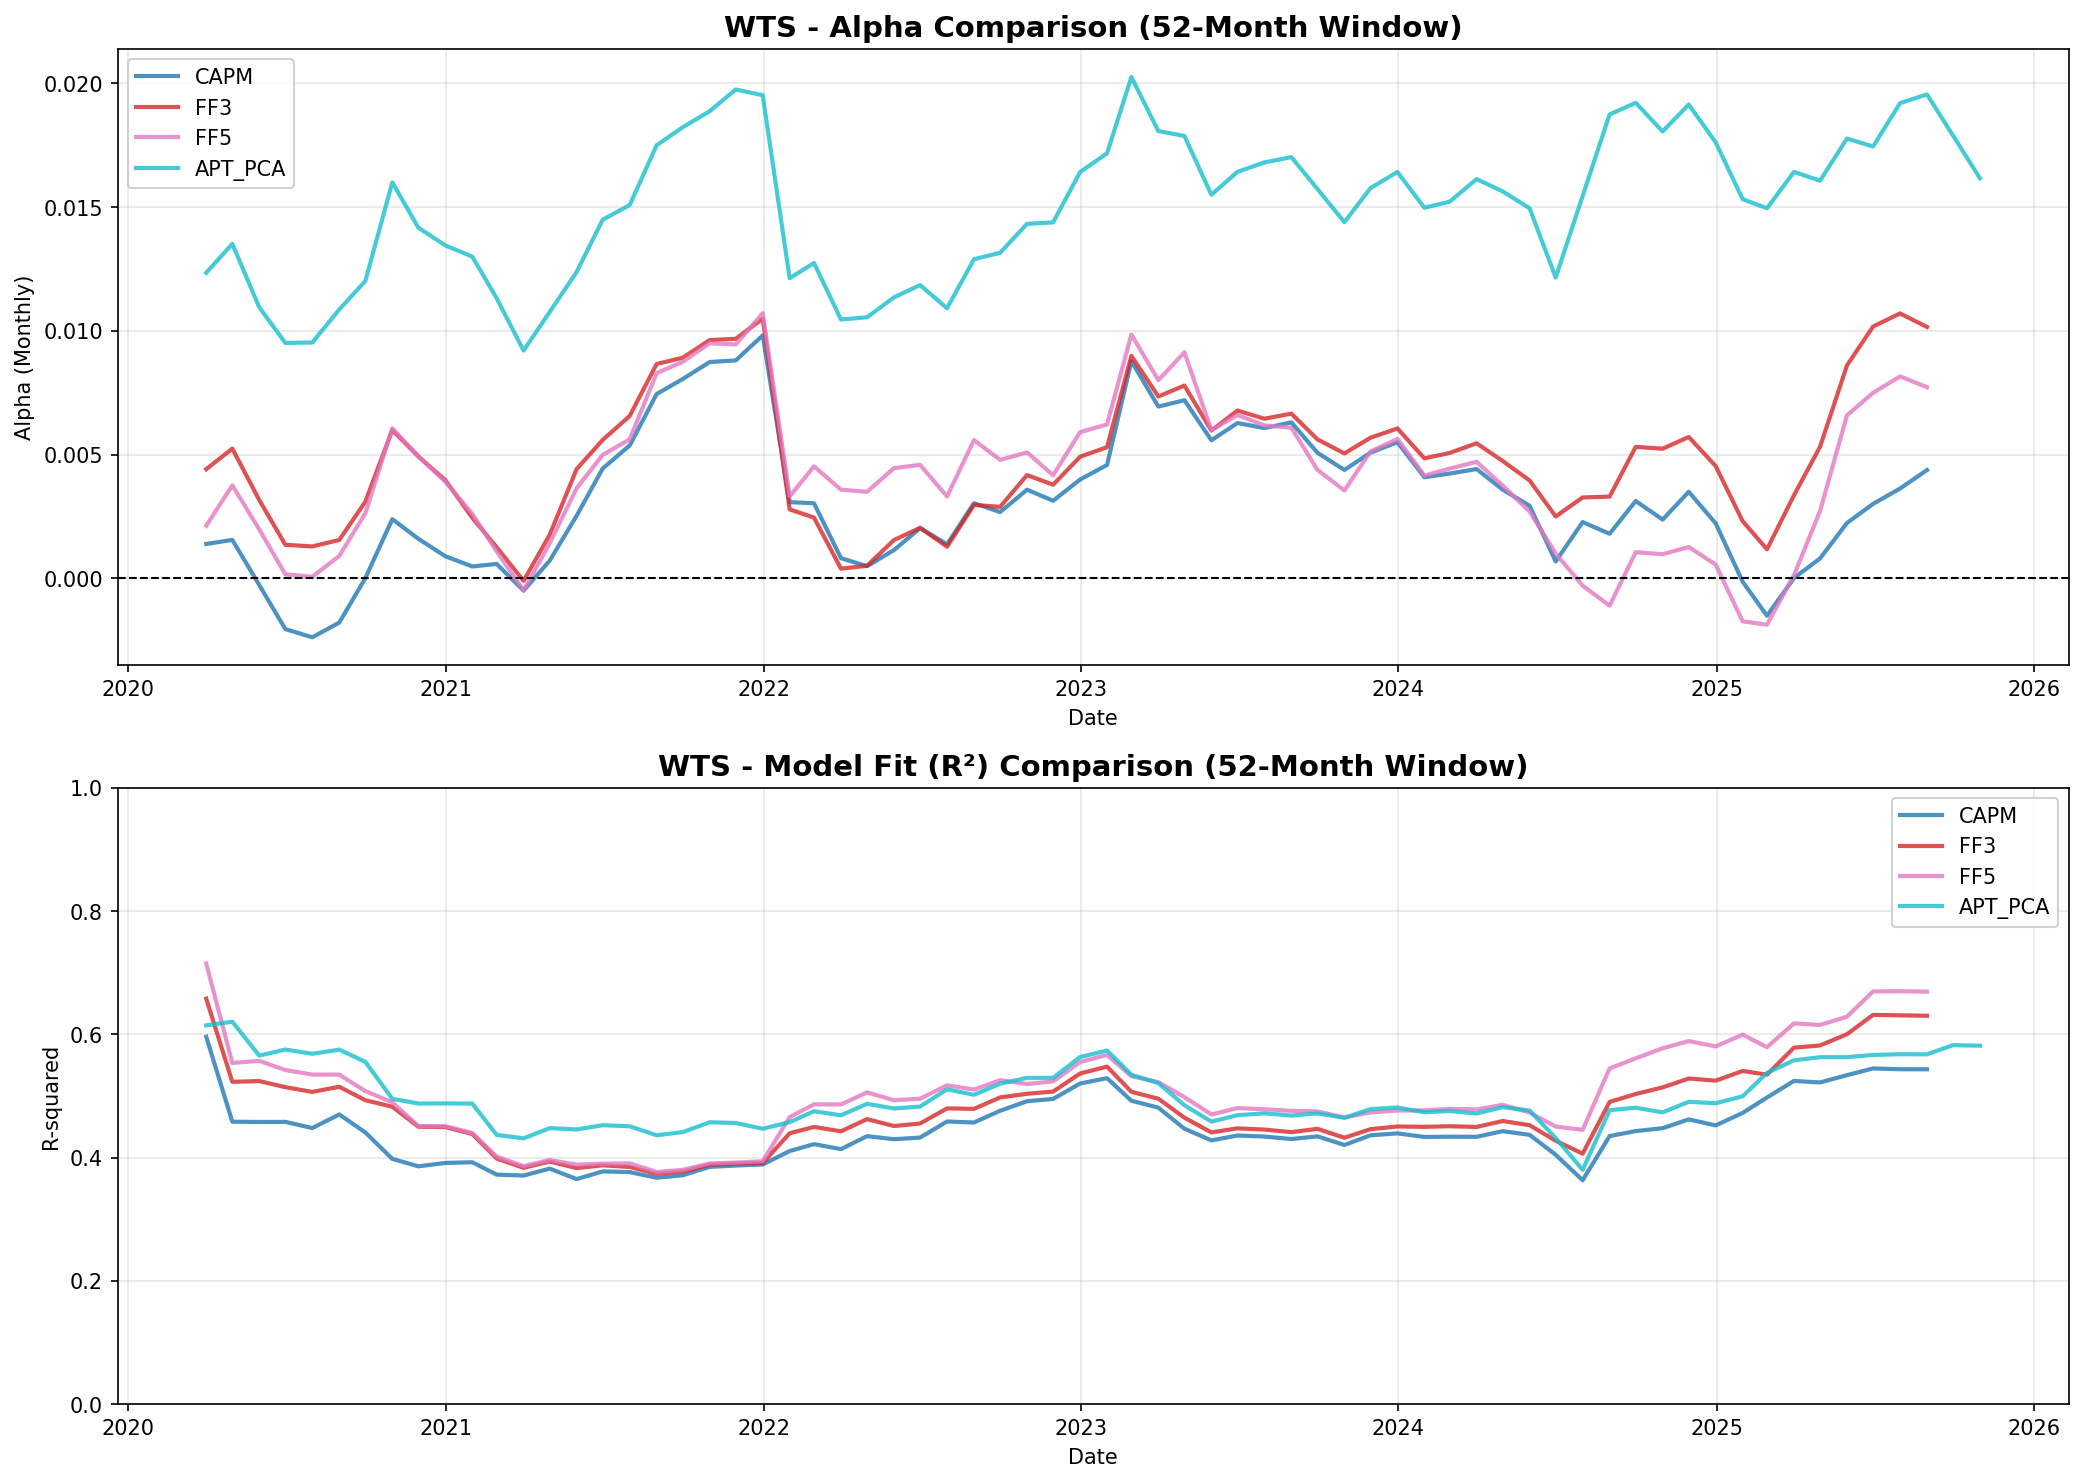 WTS - Alpha Comparison (52-Month Window)
CAPM
FF3
FF5
APT_PCA
0.020
0.015
0.010
0.005
0.000
Alpha (Monthly)
2020 2021 2022 2023 2024 2025 2026
Date
WTS - Model Fit (R²) Comparison (52-Month Window)
CAPM
FF3
FF5
APT_PCA
1.0
0.8
0.6
0.4
0.2
0.0
R-squared
2020 2021 2022 2023 2024 2025 2026
Date